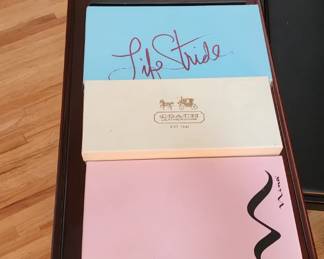 Life Stride
COACH
EST. 1941